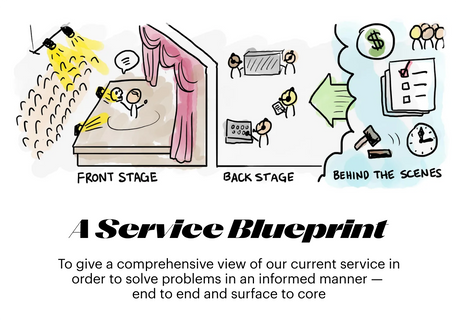 FRONT STAGE
BACK STAGE
BEHIND THE SCENES
A Service Blueprint
To give a comprehensive view of our current service in
order to solve problems in an informed manner —
end to end and surface to core